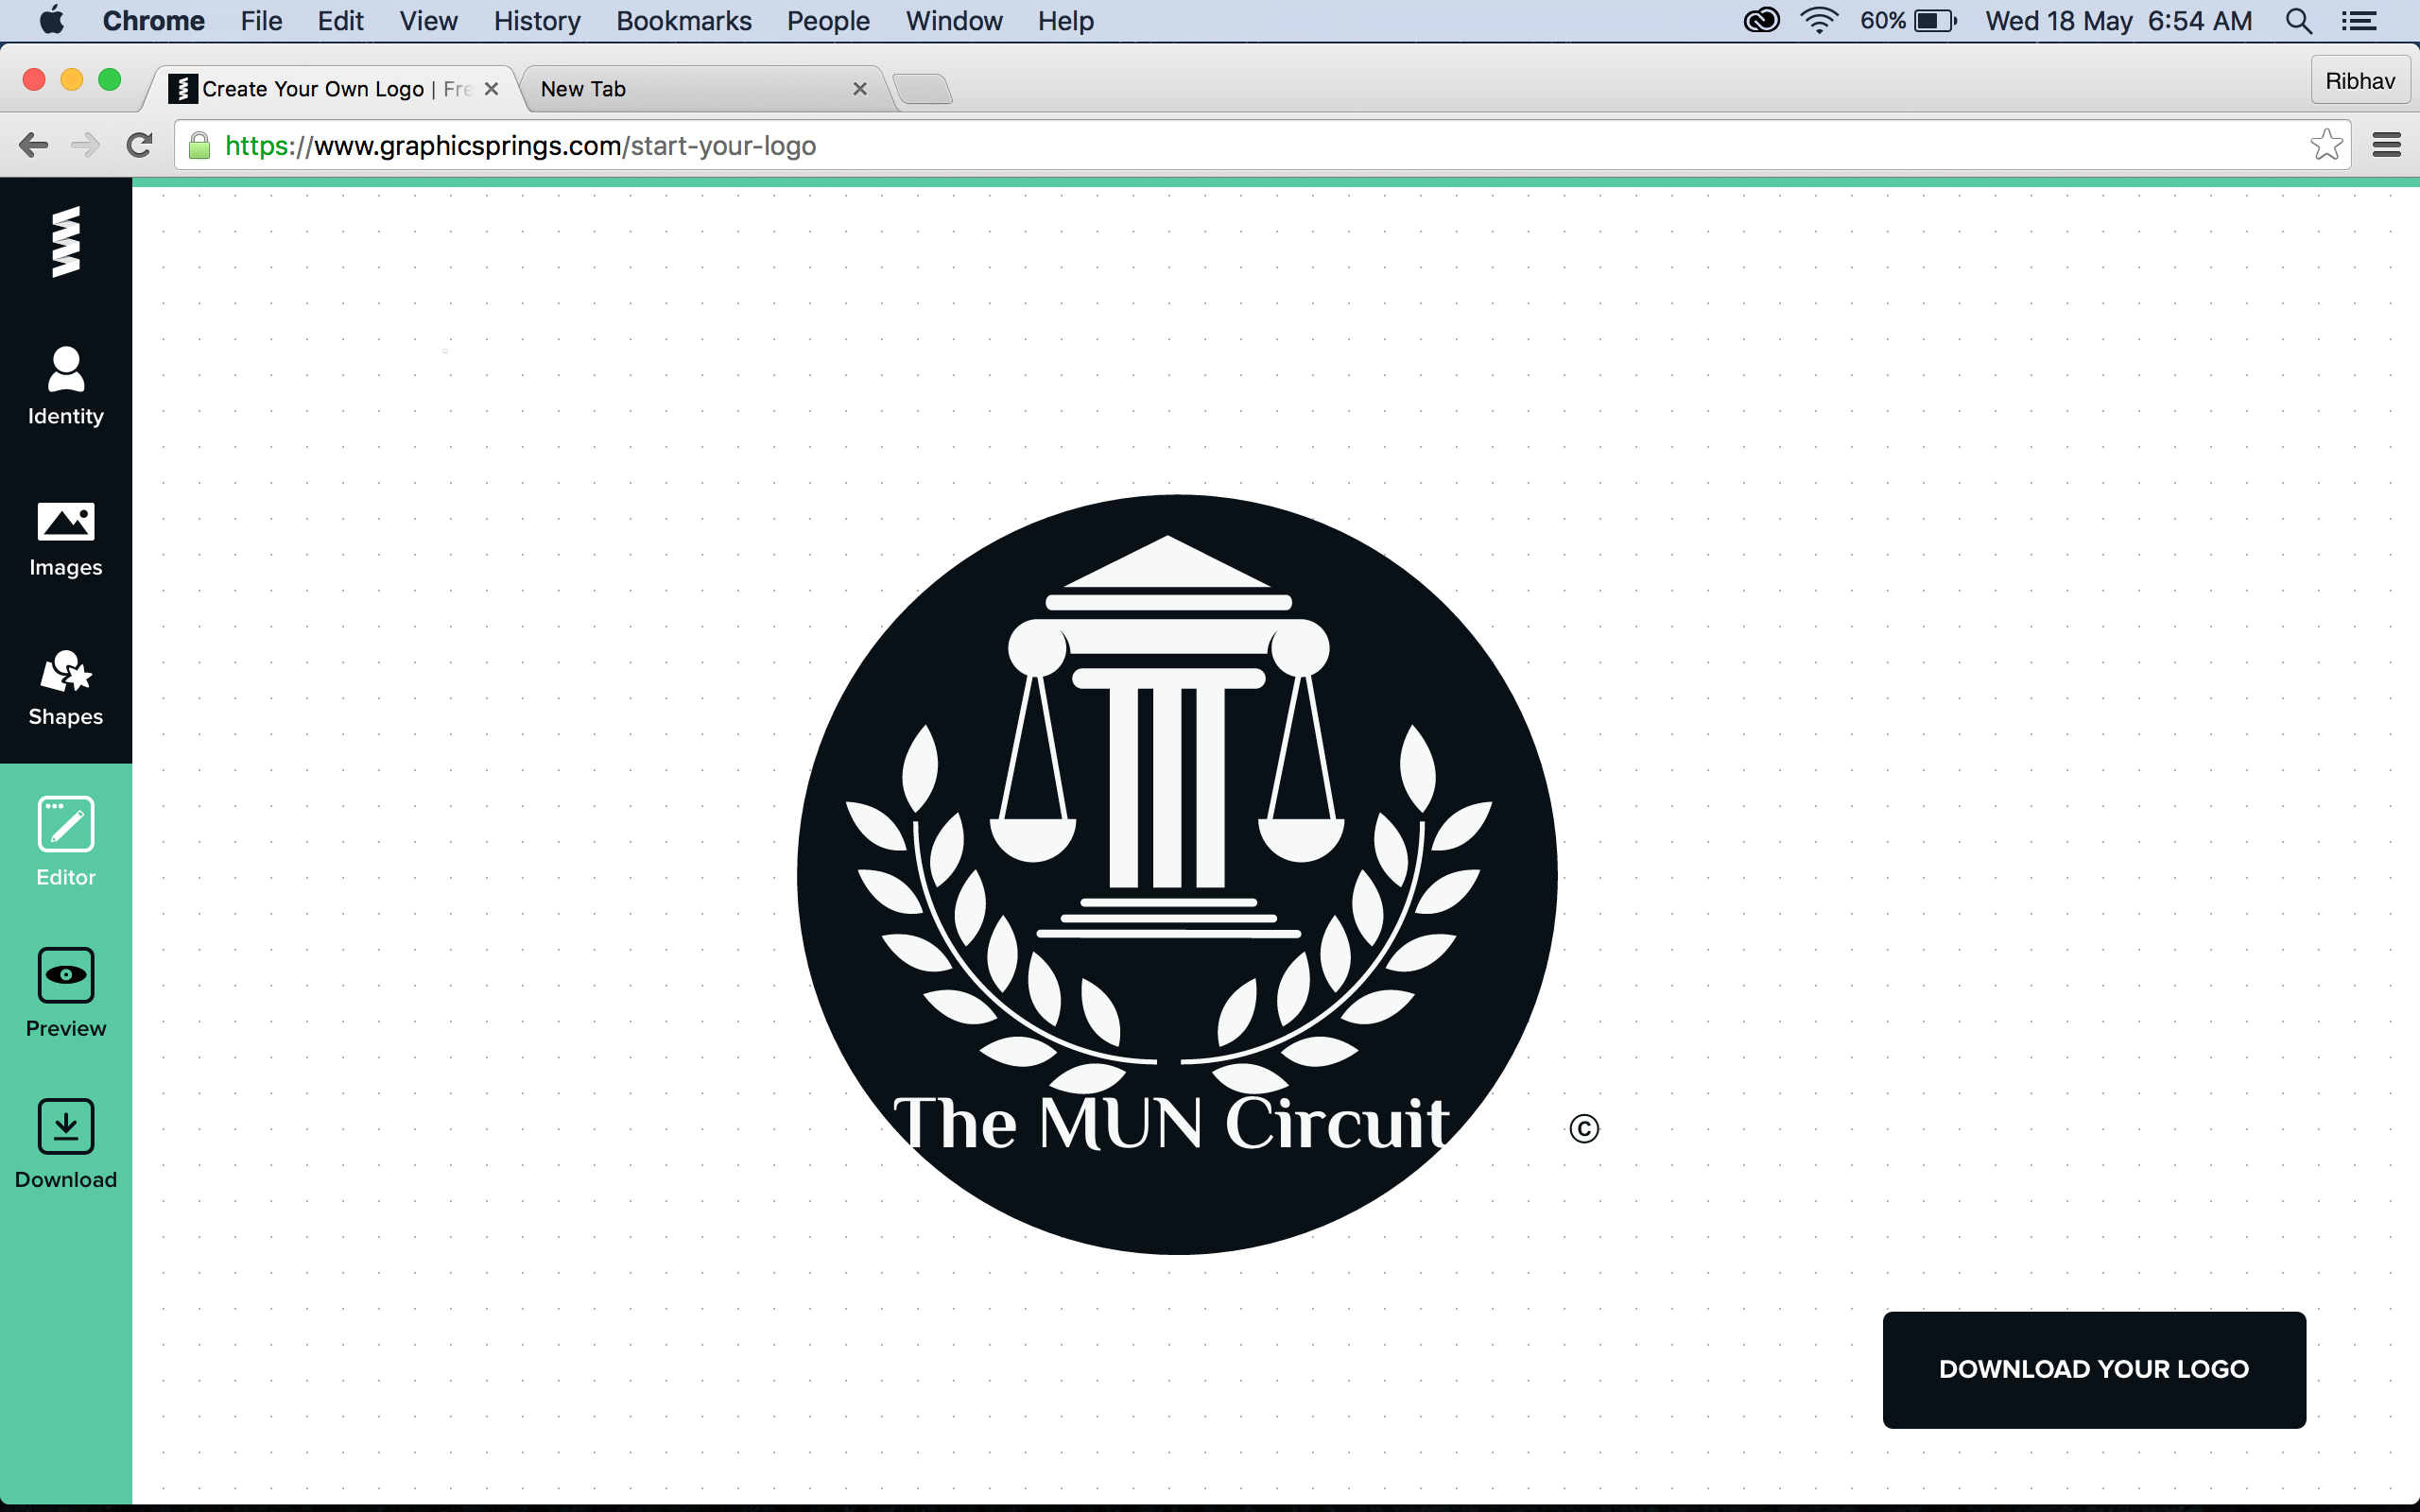 Chrome File Edit View History Bookmarks People Window Help 60% Wed 18 May 6:54 AM
Create Your Own Logo | Fre New Tab Ribhav
https://www.graphicsprings.com/start-your-logo
Identity
Images
Shapes
Editor
Preview
Download
The MUN Circuit ©
DOWNLOAD YOUR LOGO